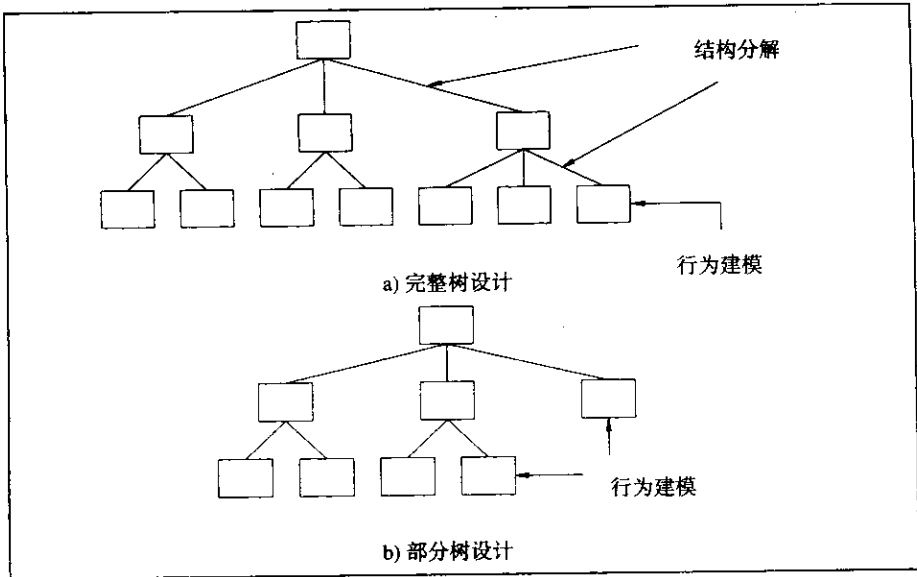 结构分解
行为建模
a) 完整树设计
行为建模
b) 部分树设计